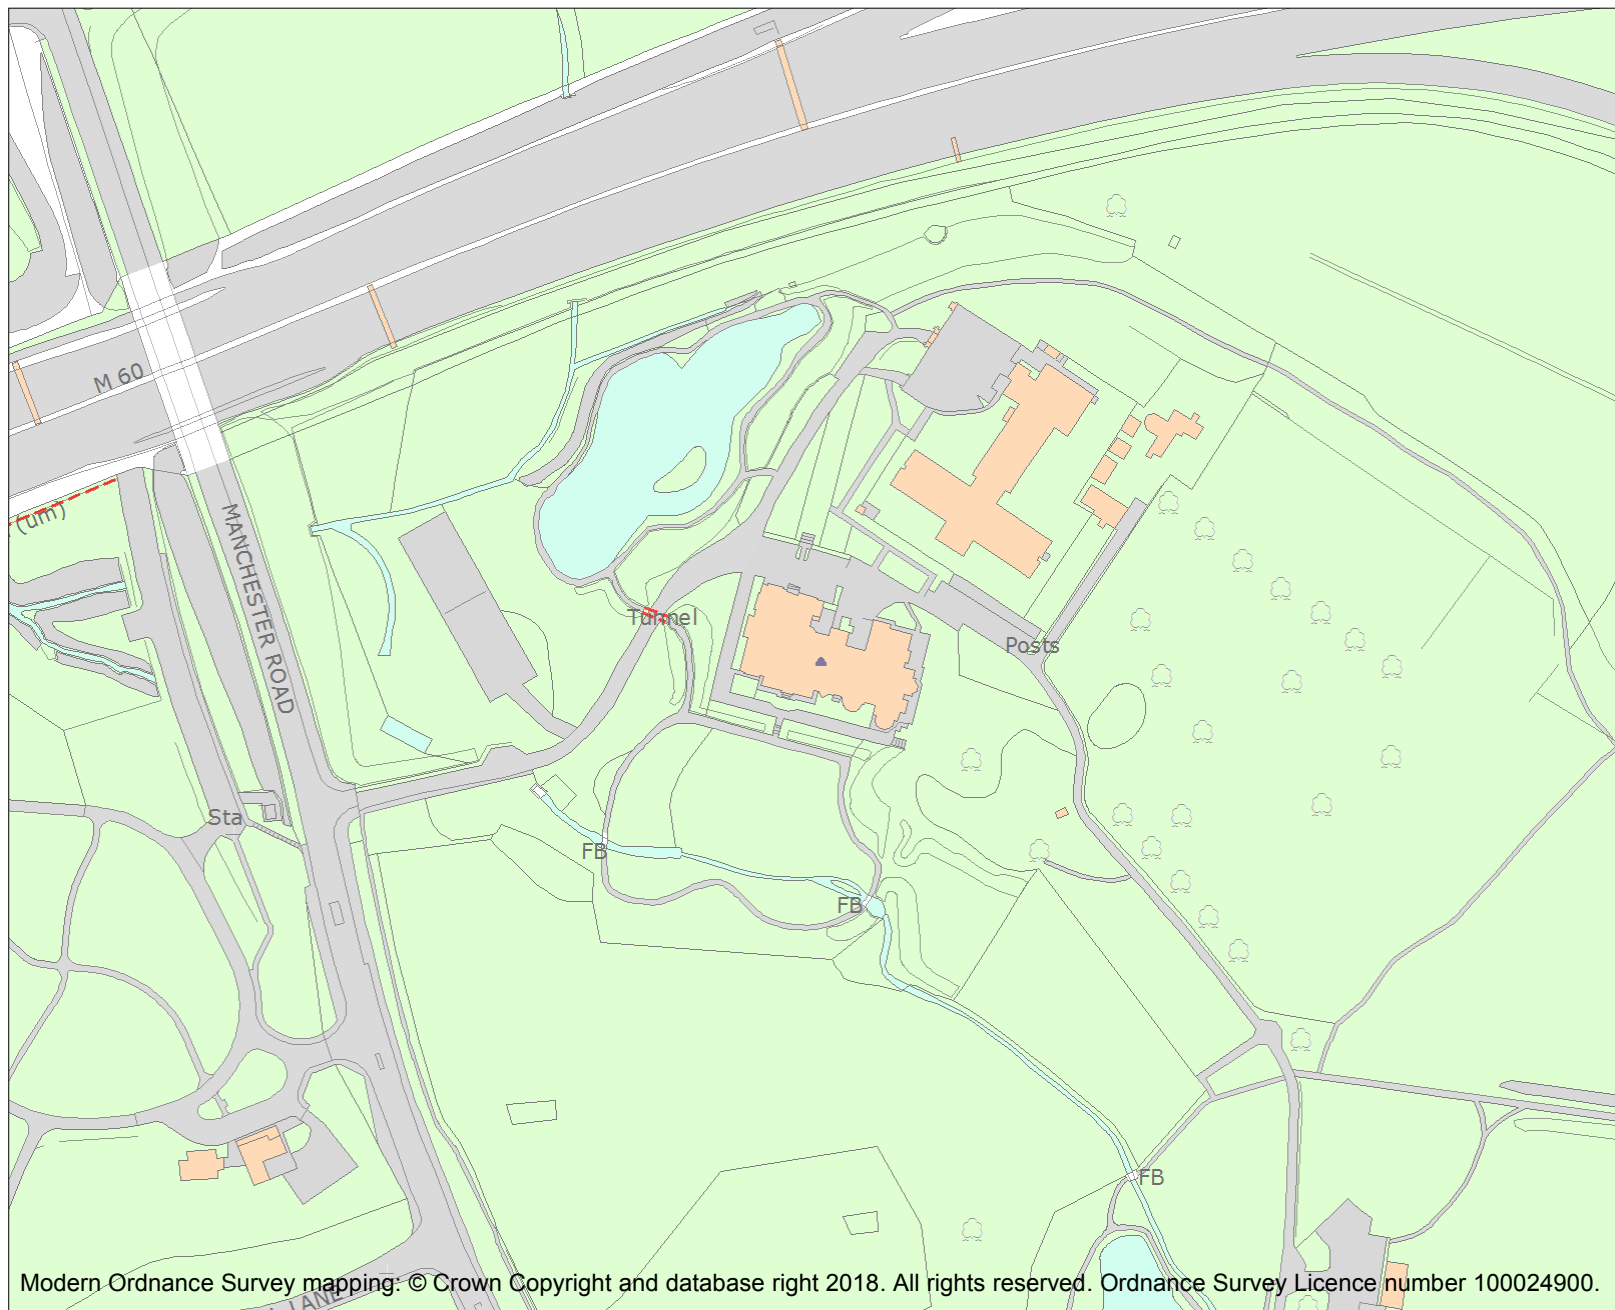 M 60
(um)
MANCHESTER ROAD
Tunnel
Posts
Sta
FB
FB
FB
LANE
Modern Ordnance Survey mapping: © Crown Copyright and database right 2018. All rights reserved. Ordnance Survey Licence number 100024900.